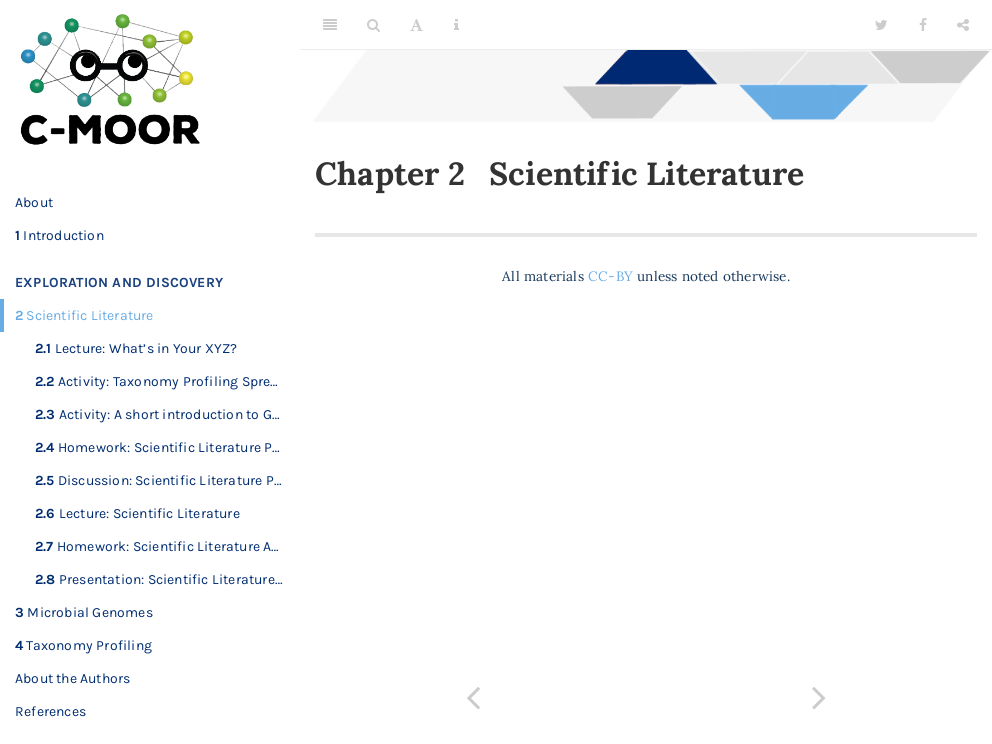 C-MOOR
About
1 Introduction
EXPLORATION AND DISCOVERY
2 Scientific Literature
2.1 Lecture: What's in Your XYZ?
2.2 Activity: Taxonomy Profiling Spre...
2.3 Activity: A short introduction to G...
2.4 Homework: Scientific Literature P...
2.5 Discussion: Scientific Literature P...
2.6 Lecture: Scientific Literature
2.7 Homework: Scientific Literature A...
2.8 Presentation: Scientific Literature...
3 Microbial Genomes
4 Taxonomy Profiling
About the Authors
References
Chapter 2 Scientific Literature
All materials CC-BY unless noted otherwise.